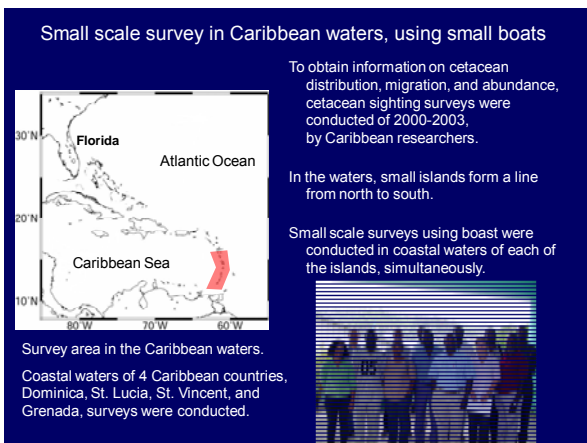 Small scale survey in Caribbean waters, using small boats
To obtain information on cetacean
distribution, migration, and abundance,
cetacean sighting surveys were
conducted of 2000-2003,
by Caribbean researchers.
In the waters, small islands form a line
from north to south.
Small scale surveys using boast were
conducted in coastal waters of each of
the islands, simultaneously.
30˚N
Florida
Atlantic Ocean
20˚N
Caribbean Sea
10˚N
80˚W 70˚W 60˚W
Survey area in the Caribbean waters.
Coastal waters of 4 Caribbean countries,
Dominica, St. Lucia, St. Vincent, and
Grenada, surveys were conducted.